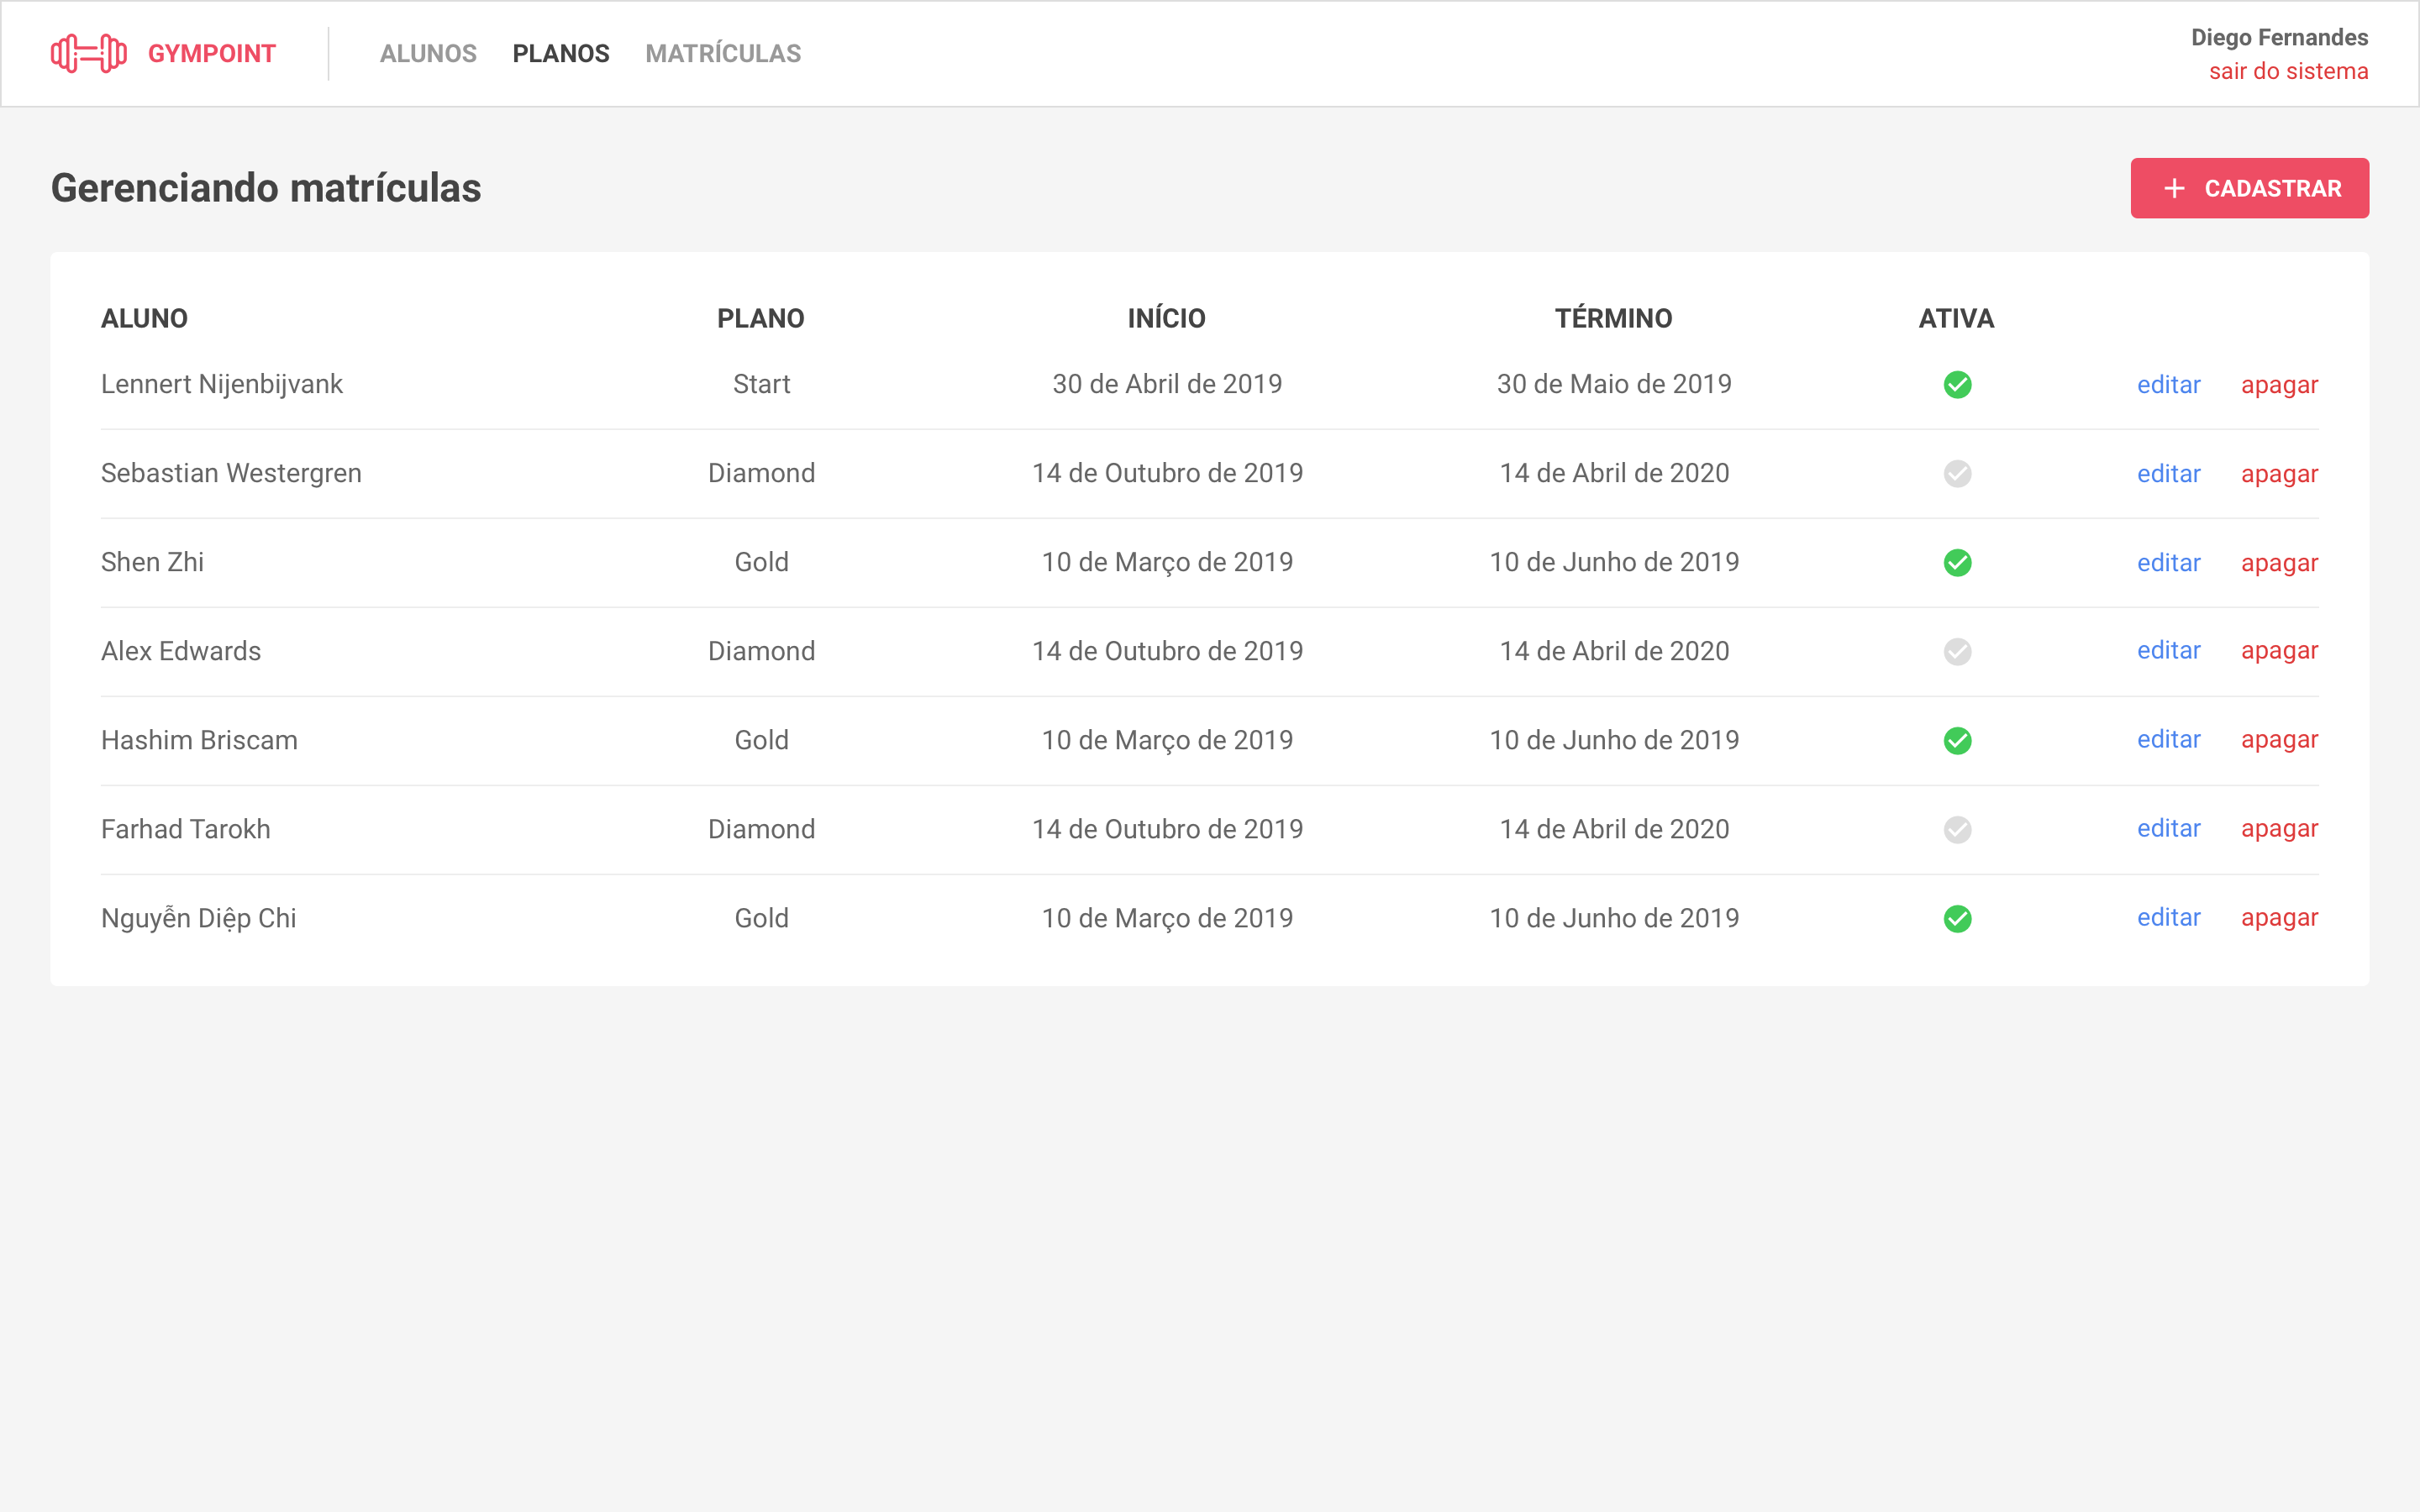 GYMPOINT ALUNOS PLANOS MATRÍCULAS Diego Fernandes
sair do sistema
Gerenciando matrículas CADASTRAR
ALUNO PLANO INÍCIO TÉRMINO ATIVA
Lennert Nijenbijvank Start 30 de Abril de 2019 30 de Maio de 2019 editar apagar
Sebastian Westergren Diamond 14 de Outubro de 2019 14 de Abril de 2020 editar apagar
Shen Zhi Gold 10 de Março de 2019 10 de Junho de 2019 editar apagar
Alex Edwards Diamond 14 de Outubro de 2019 14 de Abril de 2020 editar apagar
Hashim Briscam Gold 10 de Março de 2019 10 de Junho de 2019 editar apagar
Farhad Tarokh Diamond 14 de Outubro de 2019 14 de Abril de 2020 editar apagar
Nguyễn Diệp Chi Gold 10 de Março de 2019 10 de Junho de 2019 editar apagar